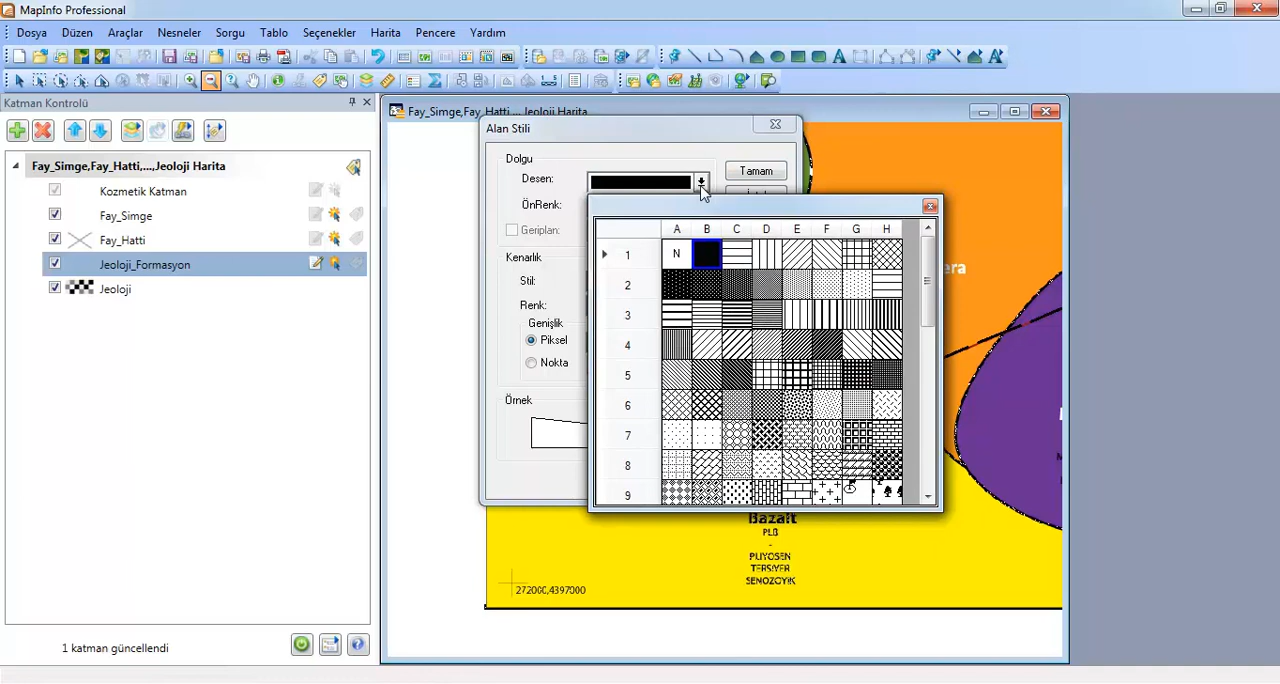 MapInfo Professional
Dosya Düzen Araçlar Nesneler Sorgu Tablo Seçenekler Harita Pencere Yardım
Katman Kontrolü
Fay_Simge,Fay_Hatti,...,Jeoloji Harita
Kozmetik Katman
Fay_Simge
Fay_Hatti
Jeoloji_Formasyon
Jeoloji
1 katman güncellendi
Fay_Simge,Fay_Hatti,...,Jeoloji Harita
Alan Stili
Dolgu
Desen:
Tamam
ÖnRenk:
Geriplan:
Kenarlık
Stil:
Renk:
Genişlik
Piksel
Nokta
Örnek
A B C D E F G H
1 N
2
3
4
5
6
7
8
9
Bazalt
PLB
-
PLIYOSEN
TERSIYER
SENOZOYIK
272000,4397000